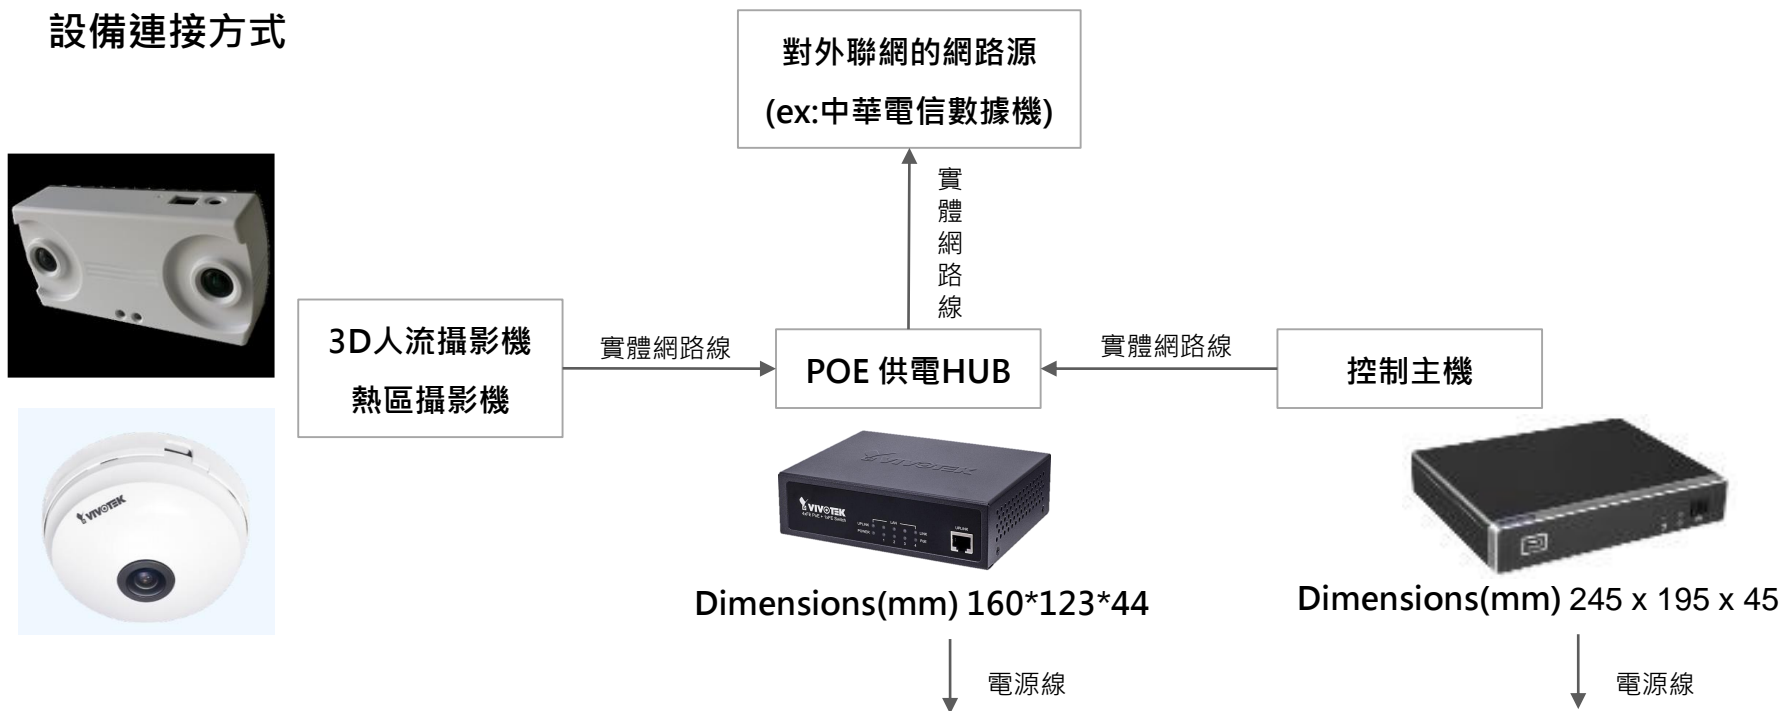 設備連接方式
對外聯網的網路源
(ex:中華電信數據機)
實體網路線
3D人流攝影機
熱區攝影機
實體網路線
POE 供電HUB
實體網路線
控制主機
VIVOTEK
VIVOTEK
VIVOTEK
Dimensions(mm) 160*123*44
Dimensions(mm) 245 x 195 x 45
電源線
電源線